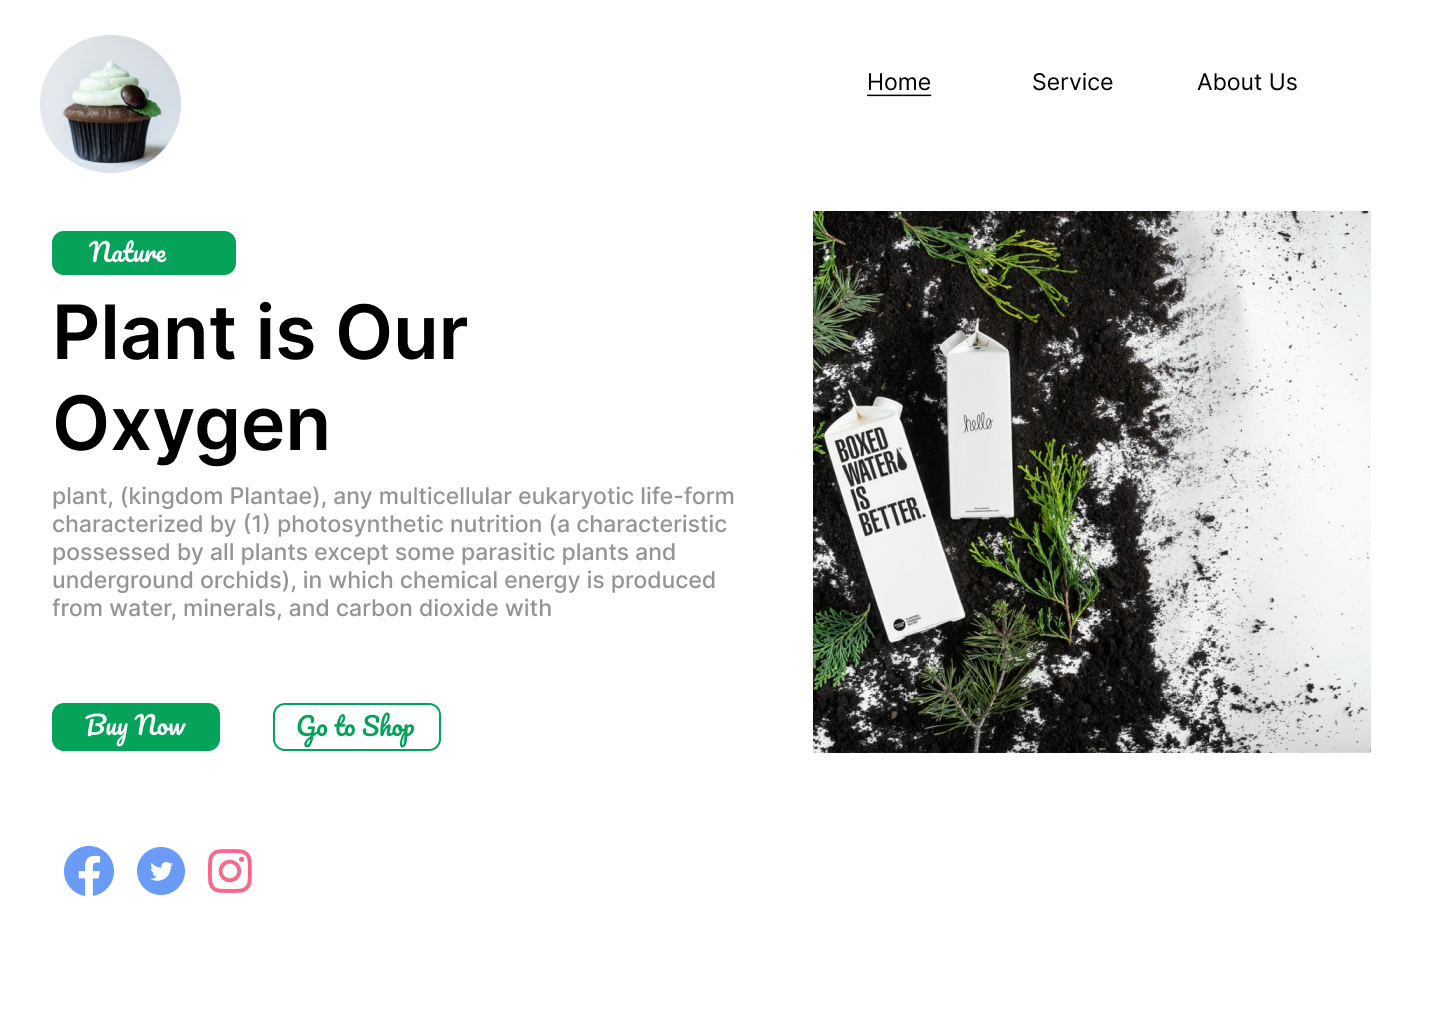 Home Service About Us
Nature
Plant is Our
Oxygen
plant, (kingdom Plantae), any multicellular eukaryotic life-form
characterized by (1) photosynthetic nutrition (a characteristic
possessed by all plants except some parasitic plants and
underground orchids), in which chemical energy is produced
from water, minerals, and carbon dioxide with
Buy Now
Go to Shop
hello
BOXED
WATER
IS
BETTER.